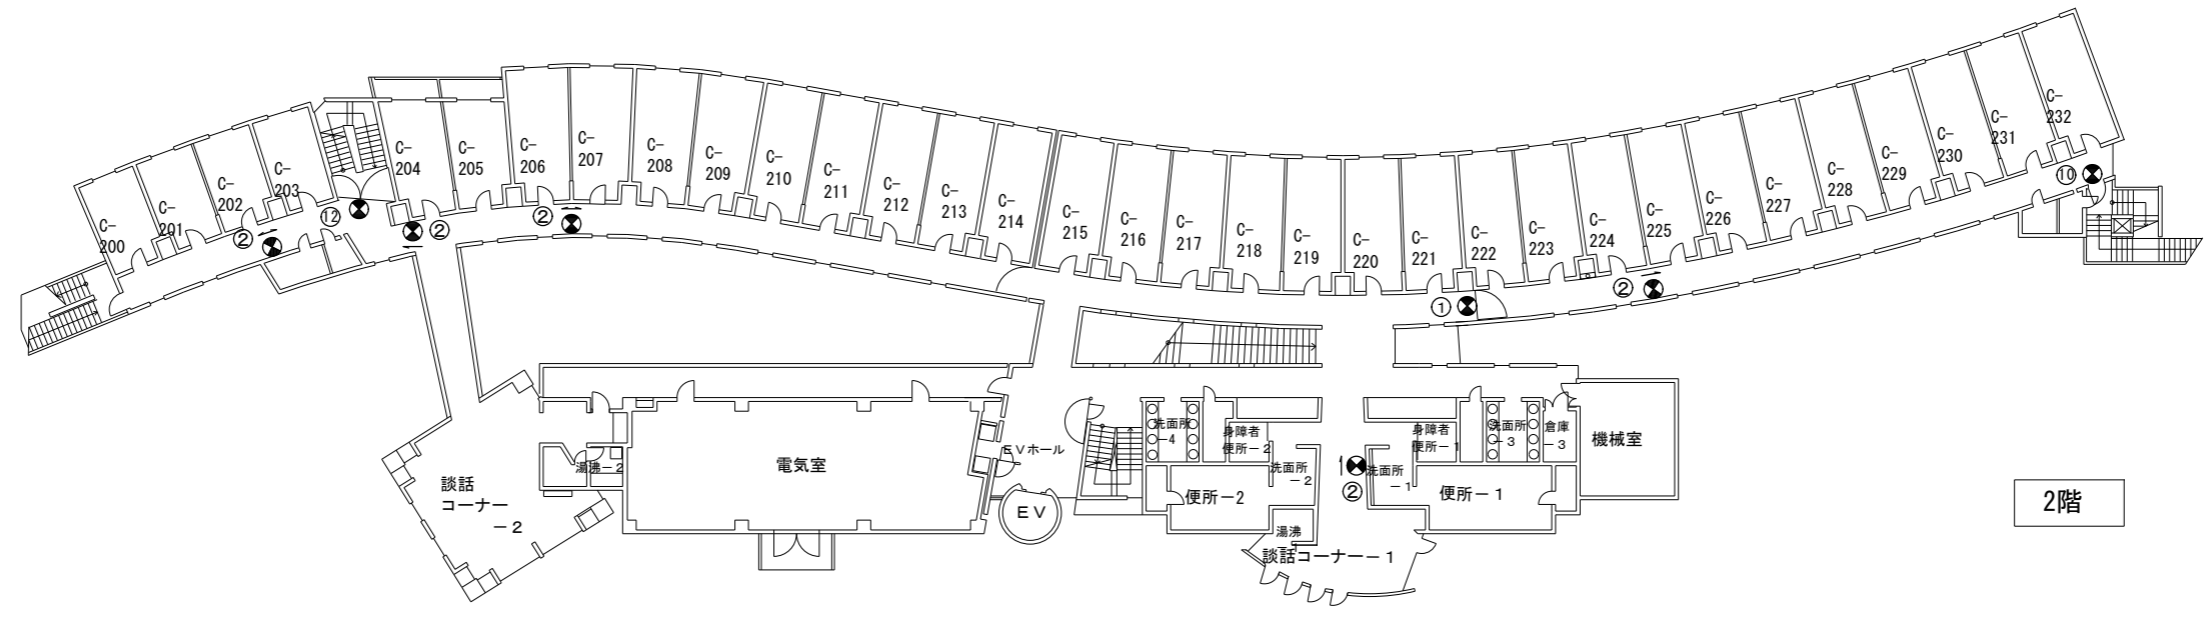 C-
200
C-
201
C-
202
C-
203
C-
204
C-
205
C-
206
C-
207
C-
208
C-
209
C-
210
C-
211
C-
212
C-
213
C-
214
C-
215
C-
216
C-
217
C-
218
C-
219
C-
220
C-
221
C-
222
C-
223
C-
224
C-
225
C-
226
C-
227
C-
228
C-
229
C-
230
C-
231
C-
232
②
⑫
②
②
①
②
⑩
談話
コーナー
－２
湯沸－2
電気室
ＥＶホール
ＥＶ
洗面所
－4
身障者
便所－2
洗面所
－2
便所－2
湯沸
談話コーナー－１
②
洗面所
－1
身障者
便所－1
便所－1
洗面所
－3
倉庫
－3
機械室
2階